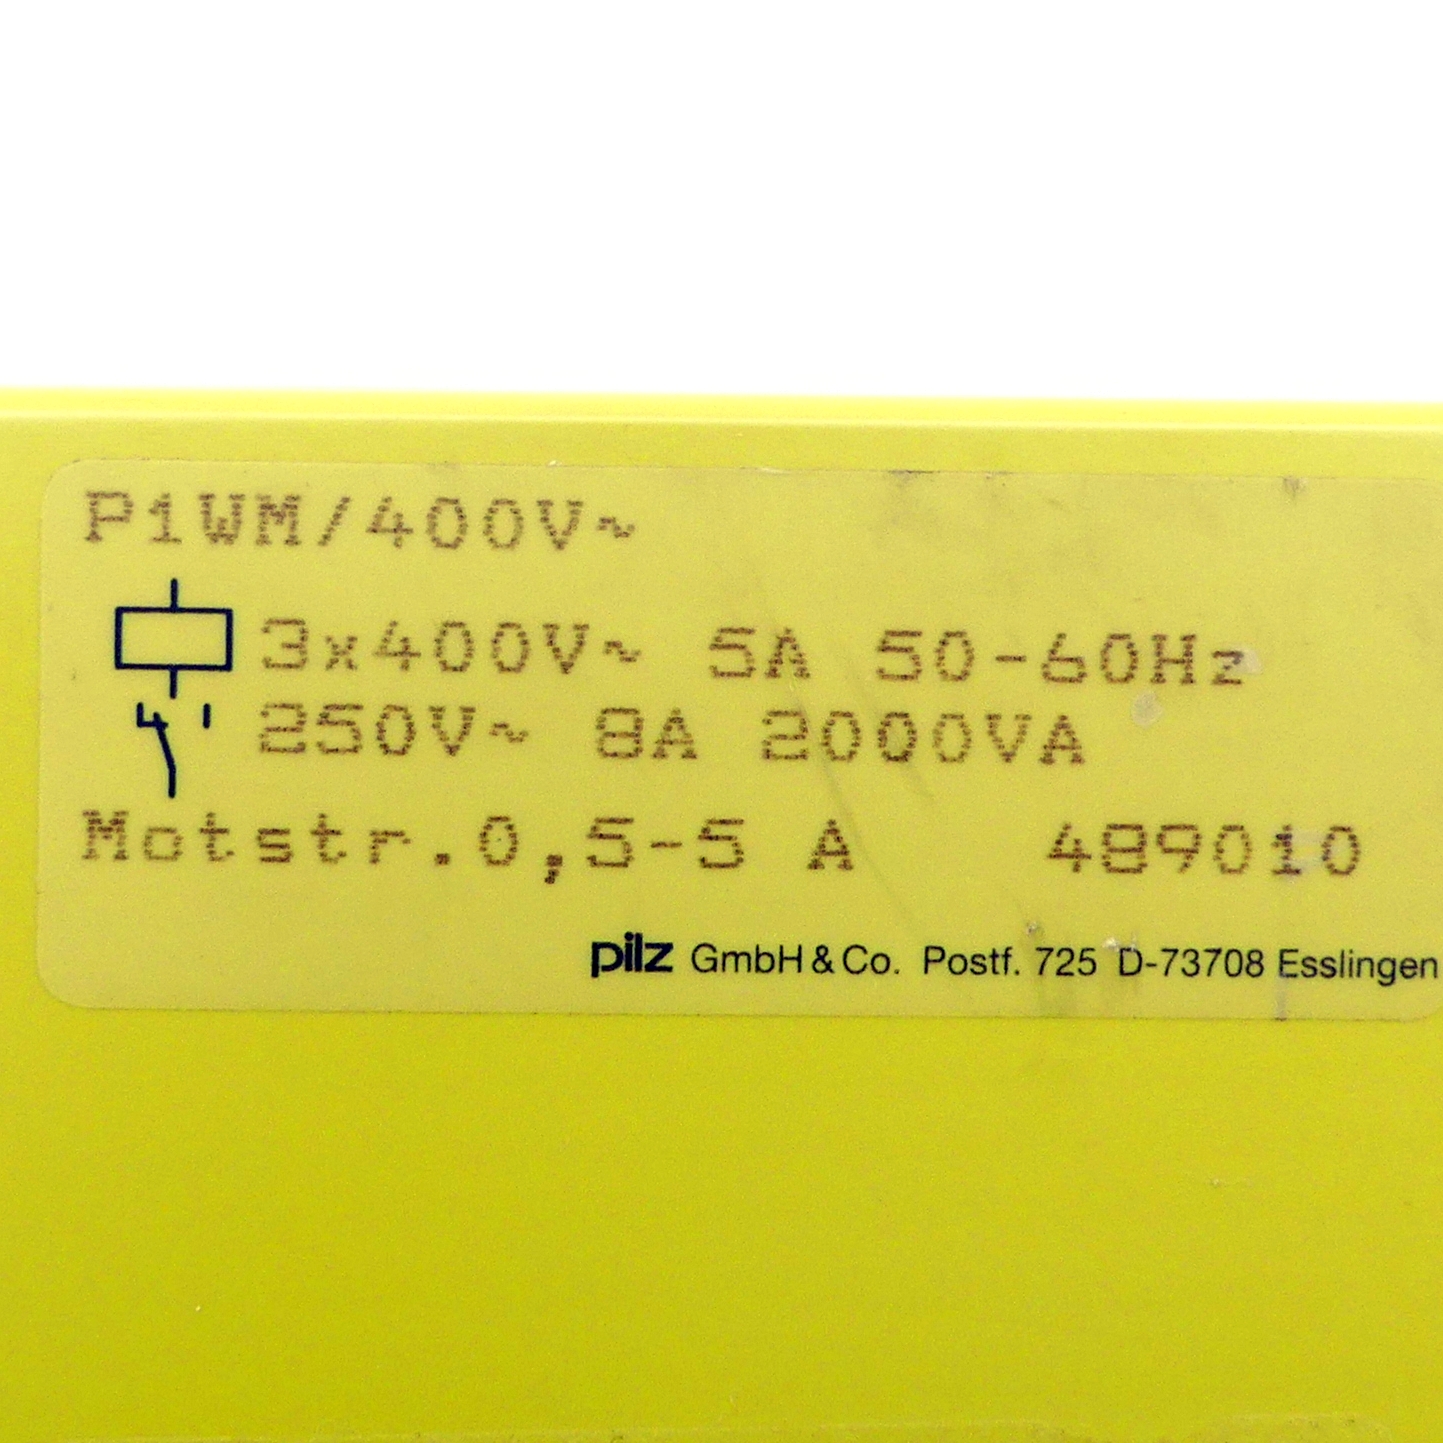 P1WM/400V~
3x400V~ 5A 50-60Hz
250V~ 8A 2000VA
Motstr.0,5-5 A 489010
pilz GmbH & Co. Postf. 725 D-73708 Esslingen